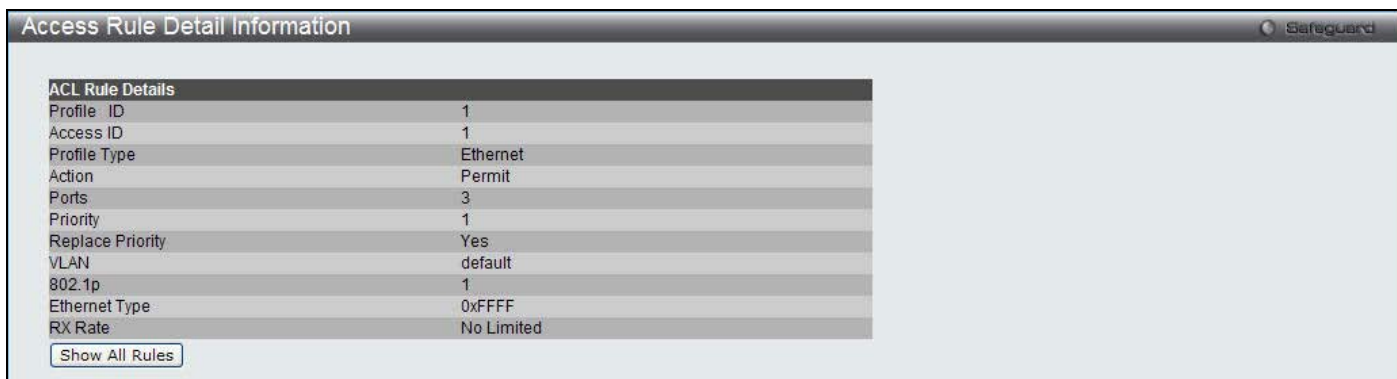 Access Rule Detail Information
Safeguard
ACL Rule Details
Profile ID 1
Access ID 1
Profile Type Ethernet
Action Permit
Ports 3
Priority 1
Replace Priority Yes
VLAN default
802.1p 1
Ethernet Type 0xFFFF
RX Rate No Limited
Show All Rules